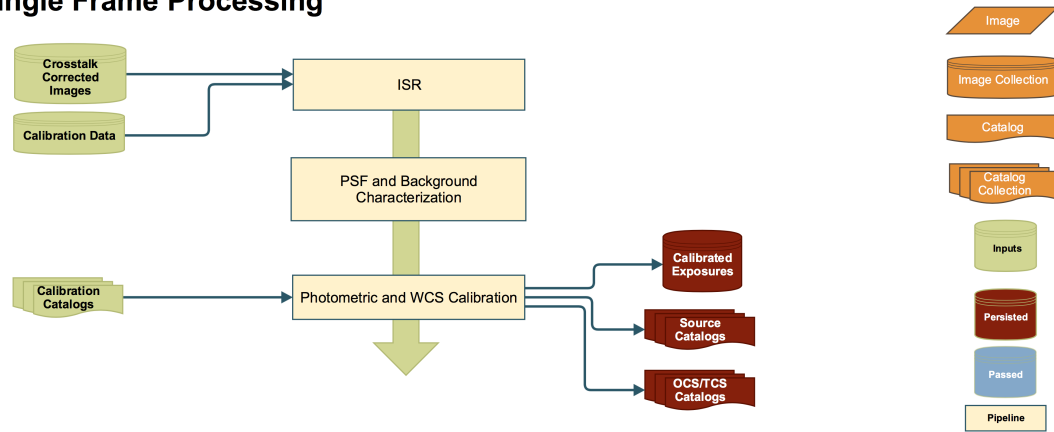 ingle Frame Processing
Crosstalk
Corrected
Images
Calibration Data
ISR
PSF and Background
Characterization
Calibration
Catalogs
Photometric and WCS Calibration
Calibrated
Exposures
Source
Catalogs
OCS/TCS
Catalogs
Image
Image Collection
Catalog
Catalog
Collection
Inputs
Persisted
Passed
Pipeline